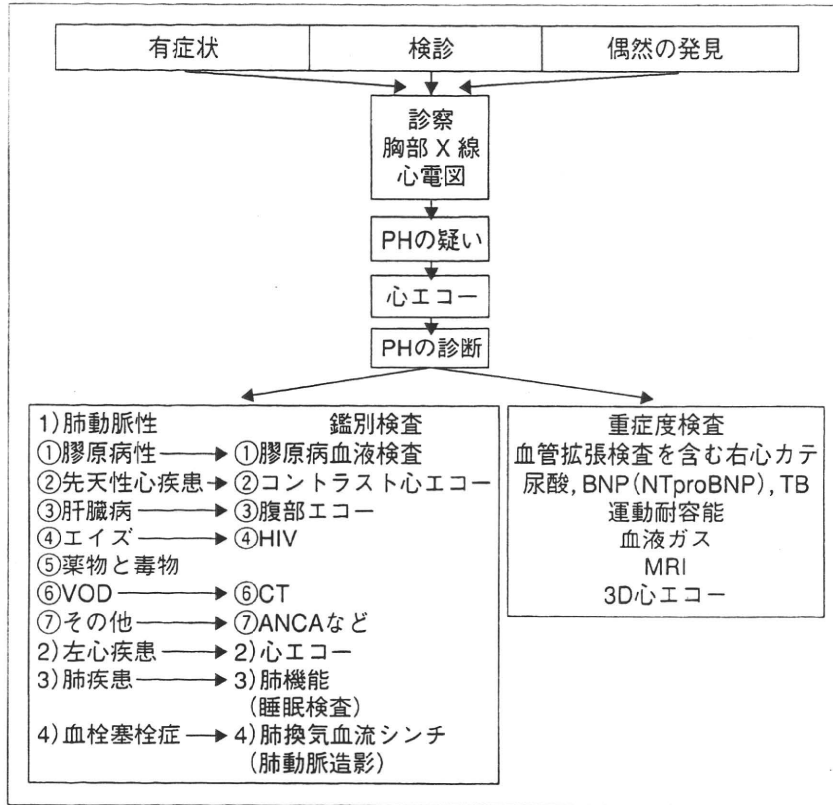 有症状 検診 偶然の発見
診察
胸部X線
心電図
PHの疑い
心エコー
PHの診断
1)肺動脈性 鑑別検査
①膠原病性 ①膠原病血液検査
②先天性心疾患 ②コントラスト心エコー
③肝臓病 ③腹部エコー
④エイズ ④HIV
⑤薬物と毒物
⑥VOD ⑥CT
⑦その他 ⑦ANCAなど
2)左心疾患 2)心エコー
3)肺疾患 3)肺機能
(睡眠検査)
4)血栓塞栓症 4)肺換気血流シンチ
(肺動脈造影)
重症度検査
血管拡張検査を含む右心カテ
尿酸, BNP(NTproBNP), TB
運動耐容能
血液ガス
MRI
3D心エコー